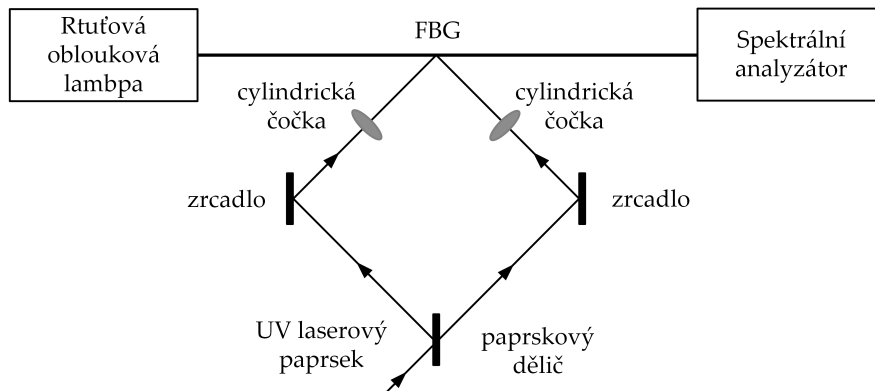 Rtuťová
oblouková
lambpa
FBG
Spektrální
analyzátor
cylindrická
čočka
cylindrická
čočka
zrcadlo
zrcadlo
UV laserový
paprsek
paprskový
dělič